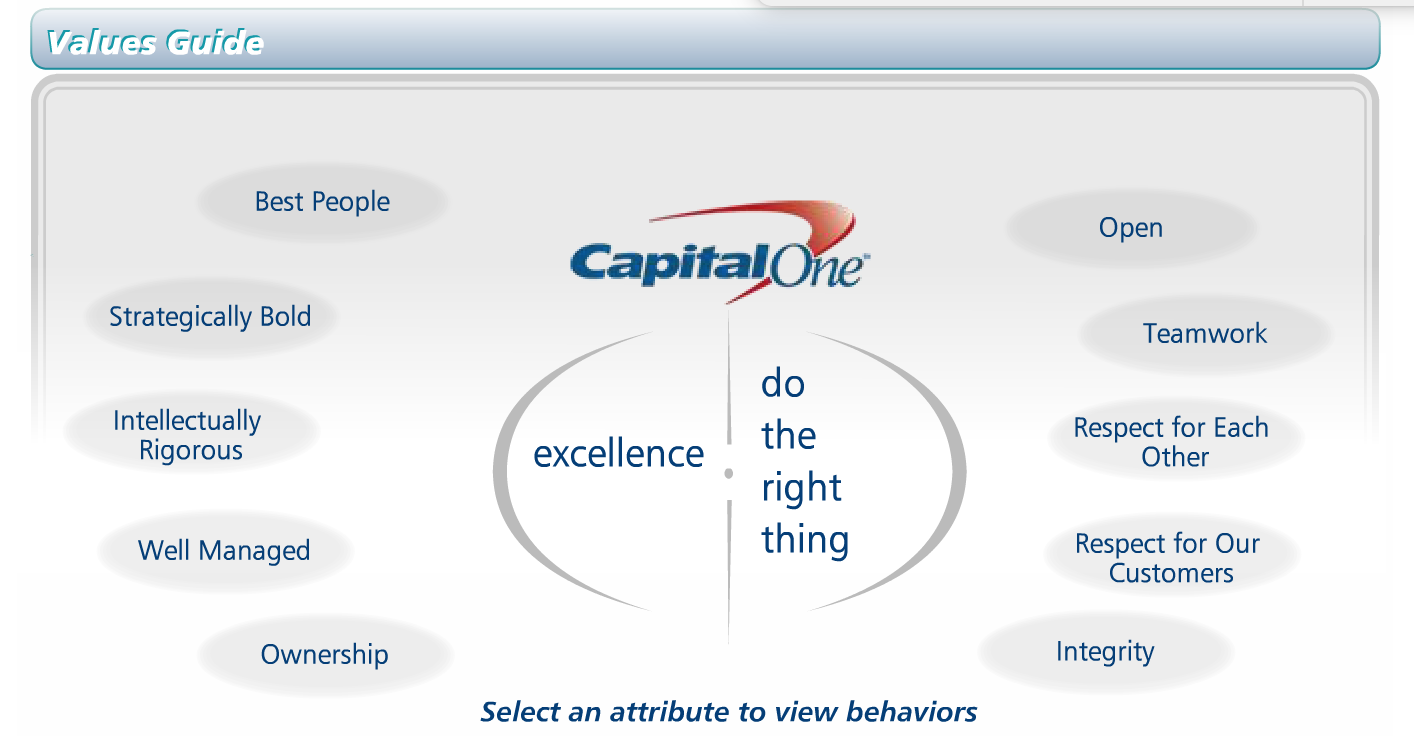 Values Guide
Best People
Strategically Bold
Intellectually
Rigorous
Well Managed
Ownership
CapitalOne™
excellence
do
the
right
thing
Open
Teamwork
Respect for Each
Other
Respect for Our
Customers
Integrity
Select an attribute to view behaviors